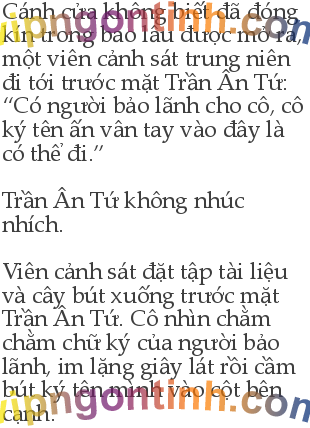 Cánh cửa không biết đã đóng
kín trong bao lâu được mở ra,
một viên cảnh sát trung niên
đi tới trước mặt Trần Ân Tứ:
“Có người bảo lãnh cho cô, cô
ký tên ấn vân tay vào đây là
có thể đi.”
Trần Ân Tứ không nhúc
nhích.
Viên cảnh sát đặt tập tài liệu
và cây bút xuống trước mặt
Trần Ân Tứ. Cô nhìn chằm
chằm chữ ký của người bảo
lãnh, im lặng giây lát rồi cầm
bút ký tên mình vào cột bên
cạnh.
vipngontinh.com
vipngontinh.com